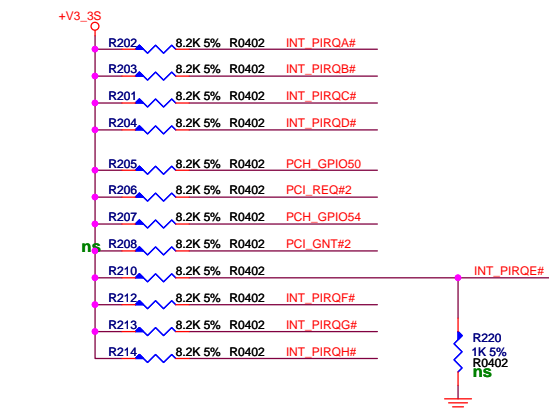 +V3_3S
R202 8.2K 5% R0402 INT_PIRQA#
R203 8.2K 5% R0402 INT_PIRQB#
R201 8.2K 5% R0402 INT_PIRQC#
R204 8.2K 5% R0402 INT_PIRQD#
R205 8.2K 5% R0402 PCH_GPIO50
R206 8.2K 5% R0402 PCI_REQ#2
R207 8.2K 5% R0402 PCH_GPIO54
ns R208 8.2K 5% R0402 PCI_GNT#2
R210 8.2K 5% R0402 INT_PIRQE#
R212 8.2K 5% R0402 INT_PIRQF#
R213 8.2K 5% R0402 INT_PIRQG#
R214 8.2K 5% R0402 INT_PIRQH#
R220
1K 5%
R0402
ns